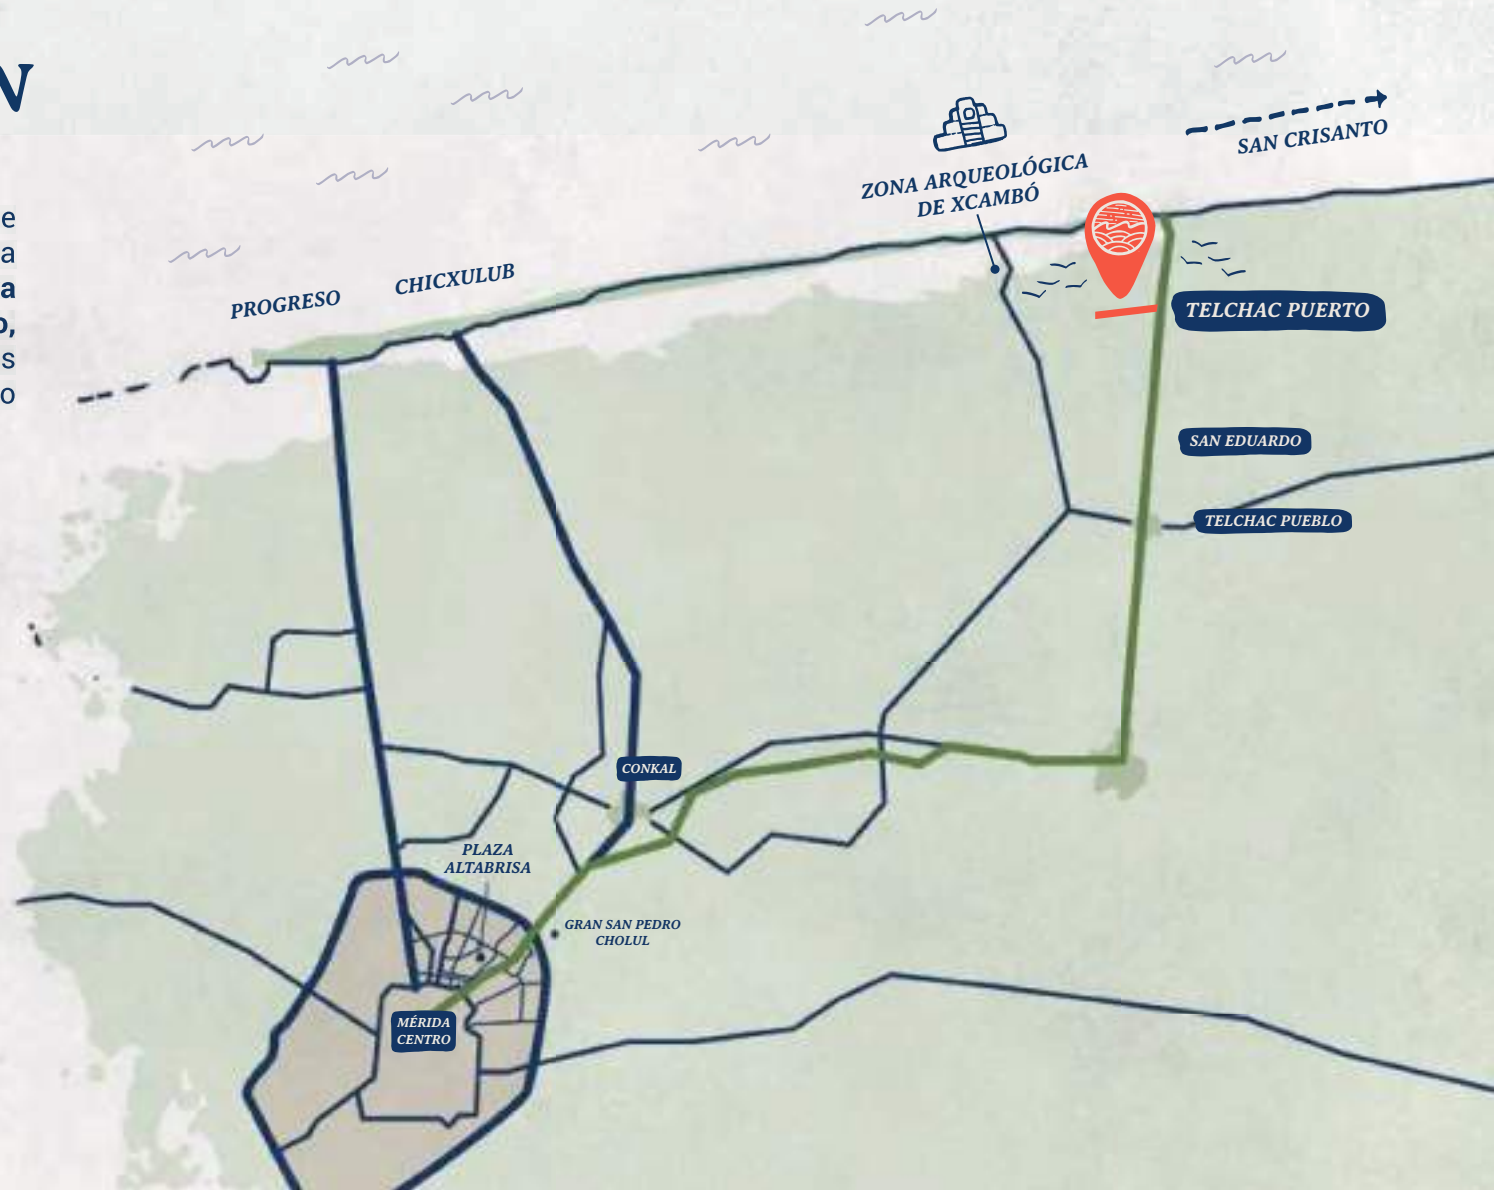 N
e
a
a
o,
s
o
SAN CRISANTO
ZONA ARQUEOLÓGICA
DE XCAMBÓ
CHICXULUB
PROGRESO
TELCHAC PUERTO
SAN EDUARDO
TELCHAC PUEBLO
CONKAL
PLAZA
ALTABRISA
GRAN SAN PEDRO
CHOLUL
MÉRIDA
CENTRO